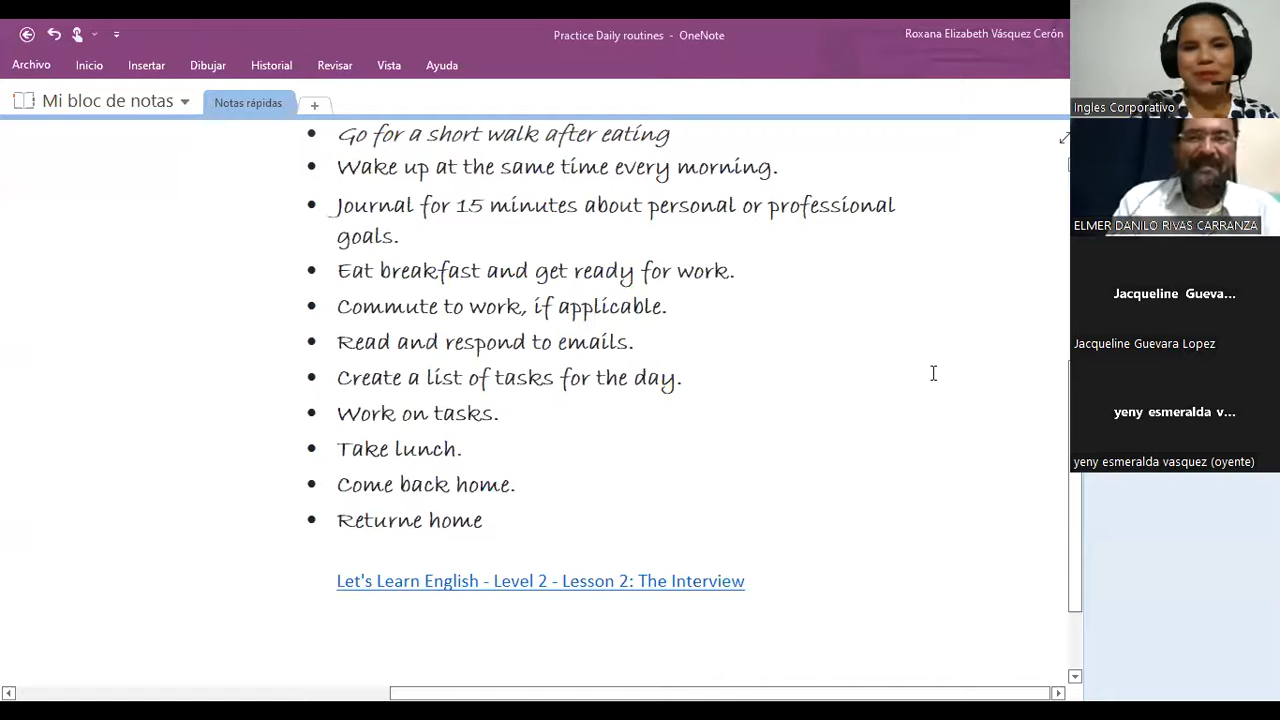 Practice Daily routines - OneNote
Roxana Elizabeth Vásquez Cerón
Archivo Inicio Insertar Dibujar Historial Revisar Vista Ayuda
Mi bloc de notas
Notas rápidas
+
• Go for a short walk after eating
• Wake up at the same time every morning.
• Journal for 15 minutes about personal or professional
goals.
• Eat breakfast and get ready for work.
• Commute to work, if applicable.
• Read and respond to emails.
• Create a list of tasks for the day.
• Work on tasks.
• Take lunch.
• Come back home.
• Returne home
Let's Learn English - Level 2 - Lesson 2: The Interview
Ingles Corporativo
ELMER DANILO RIVAS CARRANZA
Jacqueline Gueva...
Jacqueline Guevara Lopez
yeny esmeralda v...
yeny esmeralda vasquez (oyente)